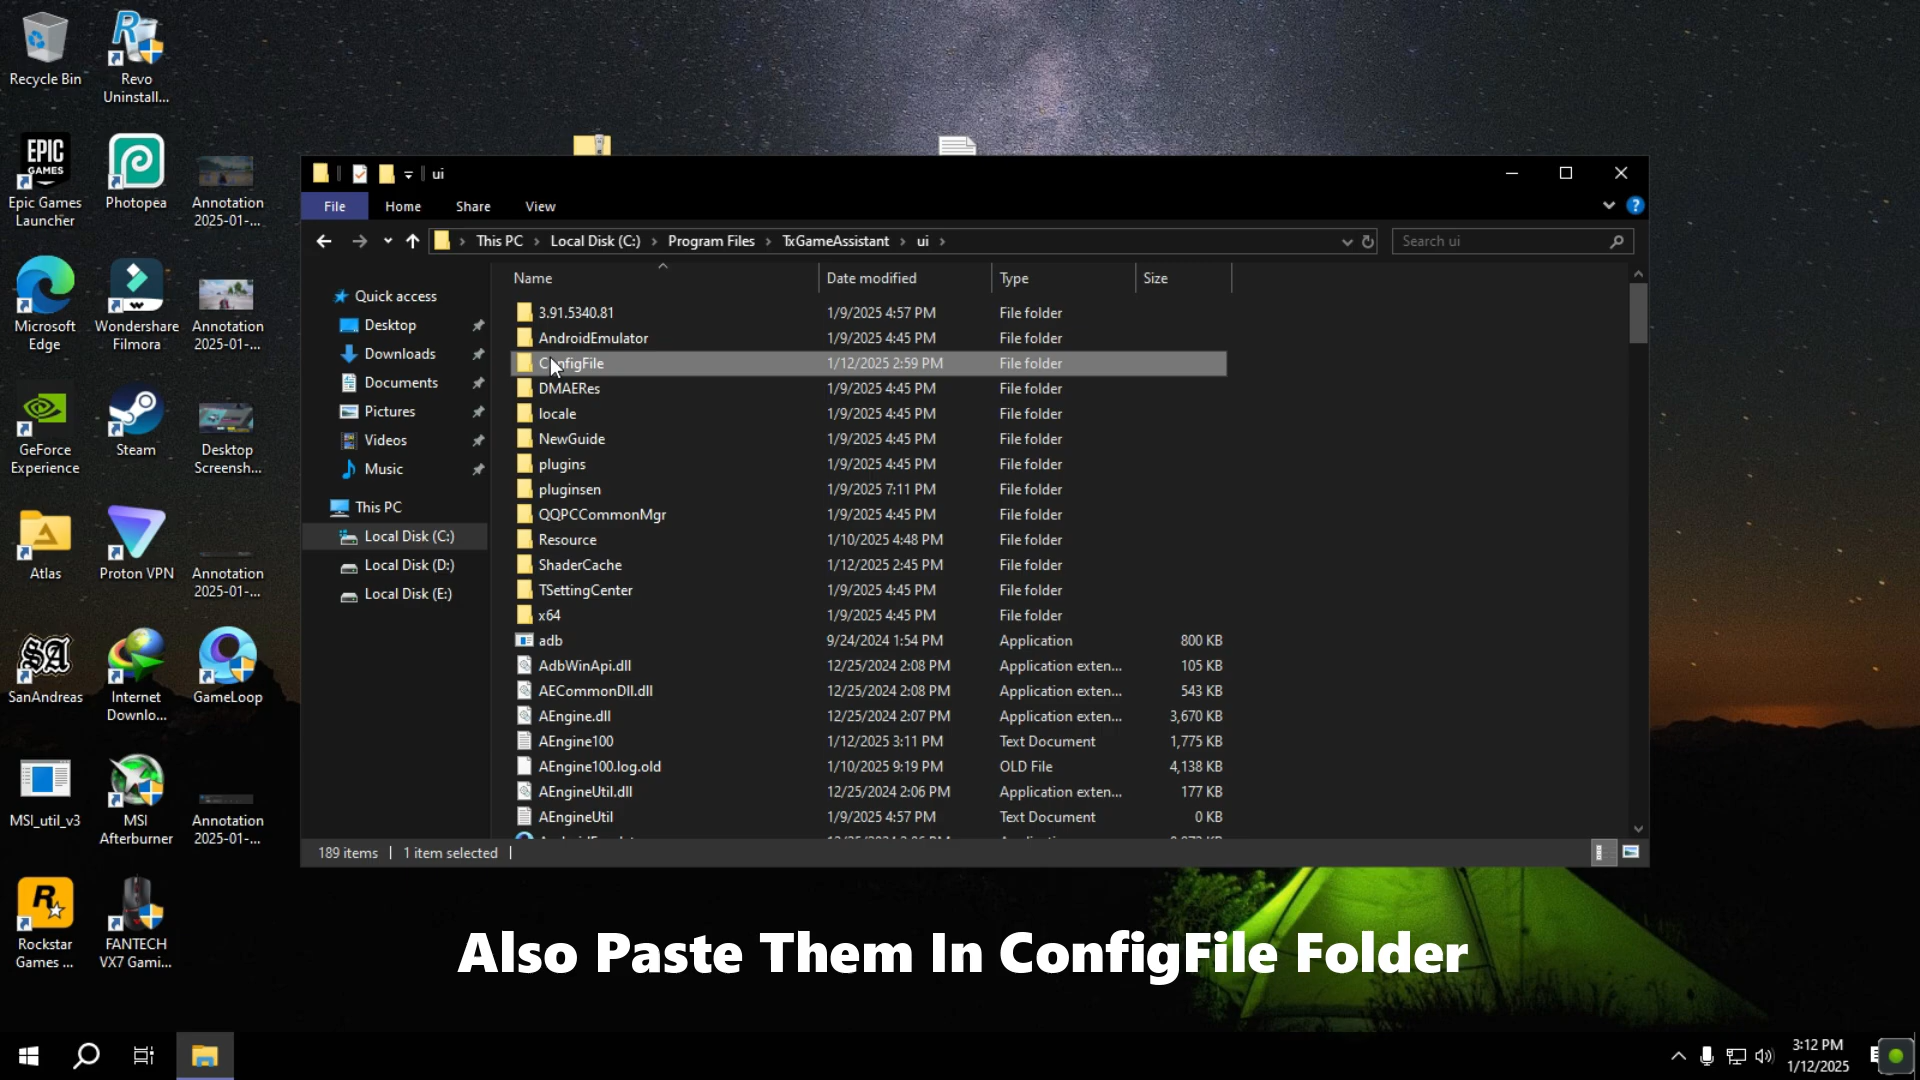 Recycle Bin
Revo
Uninstall...
EPIC
GAMES
Epic Games
Launcher
Photopea
Annotation
2025-01-...
Microsoft
Edge
Wondershare
Filmora
Annotation
2025-01-...
GeForce
Experience
Steam
Desktop
Screensh...
Atlas
Proton VPN
Annotation
2025-01-...
SanAndreas
Internet
Downlo...
GameLoop
MSI_util_v3
MSI
Afterburner
Annotation
2025-01-...
Rockstar
Games ...
FANTECH
VX7 Gami...
ui
File Home Share View
This PC Local Disk (C:) Program Files TxGameAssistant ui
Search ui
Quick access
Desktop
Downloads
Documents
Pictures
Videos
Music
This PC
Local Disk (C:)
Local Disk (D:)
Local Disk (E:)
Name Date modified Type Size
3.91.5340.81 1/9/2025 4:57 PM File folder
AndroidEmulator 1/9/2025 4:45 PM File folder
ConfigFile 1/12/2025 2:59 PM File folder
DMAERes 1/9/2025 4:45 PM File folder
locale 1/9/2025 4:45 PM File folder
NewGuide 1/9/2025 4:45 PM File folder
plugins 1/9/2025 4:45 PM File folder
pluginsen 1/9/2025 7:11 PM File folder
QQPCCommonMgr 1/9/2025 4:45 PM File folder
Resource 1/10/2025 4:48 PM File folder
ShaderCache 1/12/2025 2:45 PM File folder
TSettingCenter 1/9/2025 4:45 PM File folder
x64 1/9/2025 4:45 PM File folder
adb 9/24/2024 1:54 PM Application 800 KB
AdbWinApi.dll 12/25/2024 2:08 PM Application exten... 105 KB
AECommonDll.dll 12/25/2024 2:08 PM Application exten... 543 KB
AEngine.dll 12/25/2024 2:07 PM Application exten... 3,670 KB
AEngine100 1/12/2025 3:11 PM Text Document 1,775 KB
AEngine100.log.old 1/10/2025 9:19 PM OLD File 4,138 KB
AEngineUtil.dll 12/25/2024 2:06 PM Application exten... 177 KB
AEngineUtil 1/9/2025 4:57 PM Text Document 0 KB
189 items 1 item selected
Also Paste Them In ConfigFile Folder
3:12 PM
1/12/2025